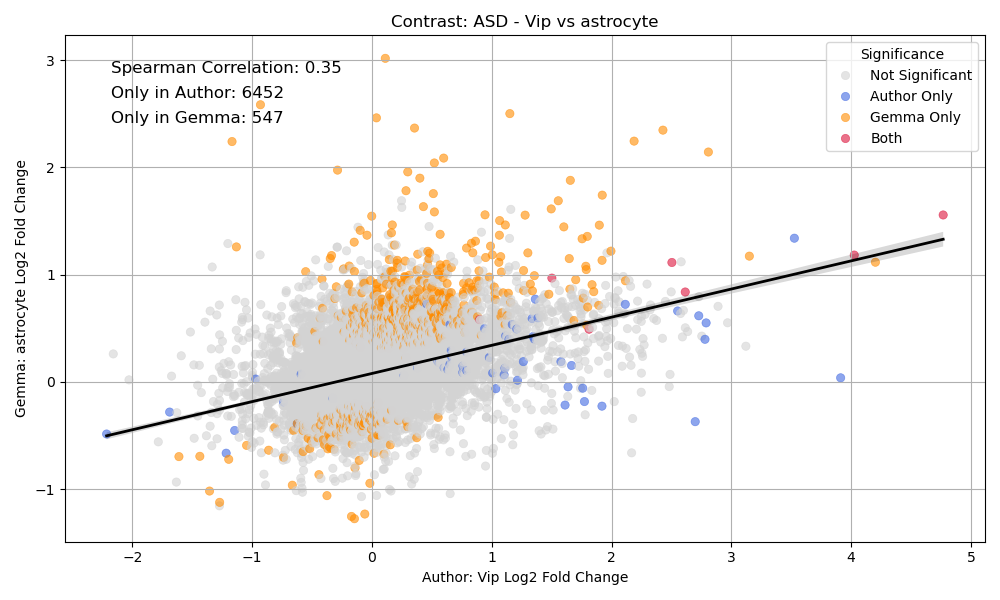 Contrast: ASD - Vip vs astrocyte
Spearman Correlation: 0.35
Only in Author: 6452
Only in Gemma: 547
Significance
Not Significant
Author Only
Gemma Only
Both
3
2
1
0
−1
Gemma: astrocyte Log2 Fold Change
−2
−1
0
1
2
3
4
5
Author: Vip Log2 Fold Change